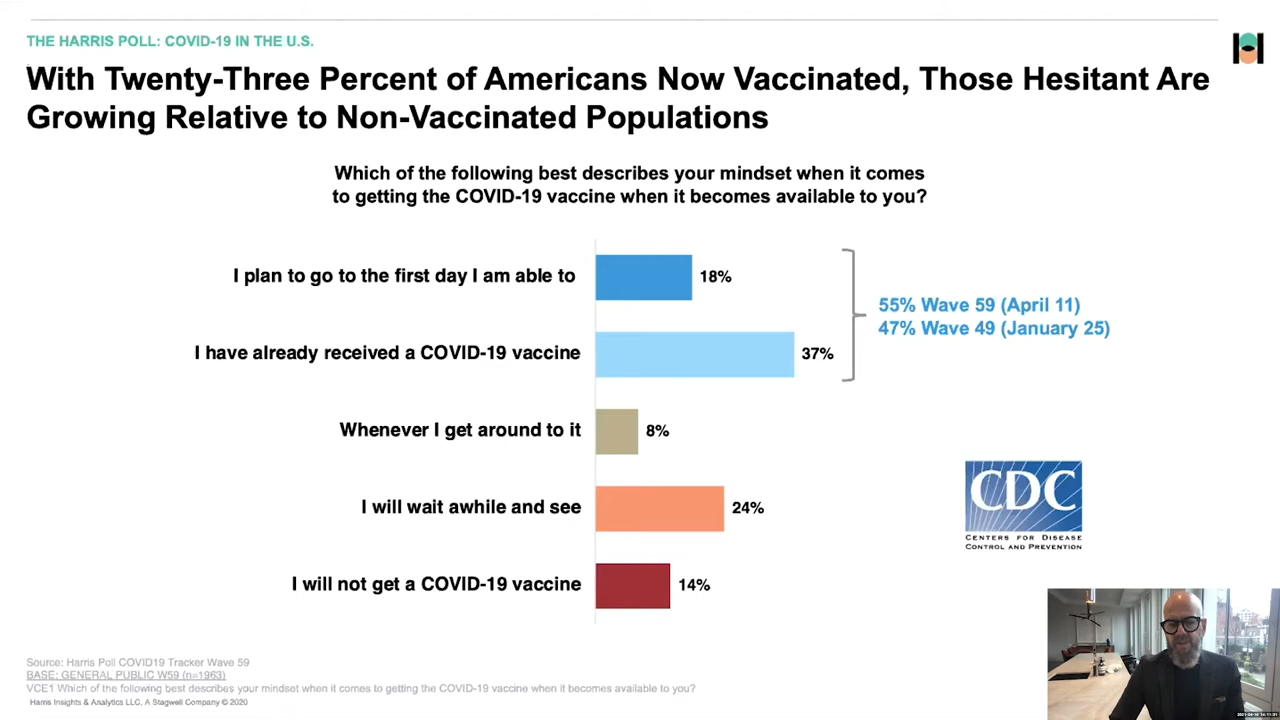 THE HARRIS POLL: COVID-19 IN THE U.S.
With Twenty-Three Percent of Americans Now Vaccinated, Those Hesitant Are
Growing Relative to Non-Vaccinated Populations
Which of the following best describes your mindset when it comes
to getting the COVID-19 vaccine when it becomes available to you?
I plan to go to the first day I am able to 18%
I have already received a COVID-19 vaccine 37%
55% Wave 59 (April 11)
47% Wave 49 (January 25)
Whenever I get around to it 8%
I will wait awhile and see 24%
I will not get a COVID-19 vaccine 14%
CDC
CENTERS FOR DISEASE
CONTROL AND PREVENTION
Source: Harris Poll COVID19 Tracker Wave 59
BASE: GENERAL PUBLIC W59 (n=1963)
VCE1 Which of the following best describes your mindset when it comes to getting the COVID-19 vaccine when it becomes available to you?
Harris Insights & Analytics LLC, A Stagwell Company © 2020